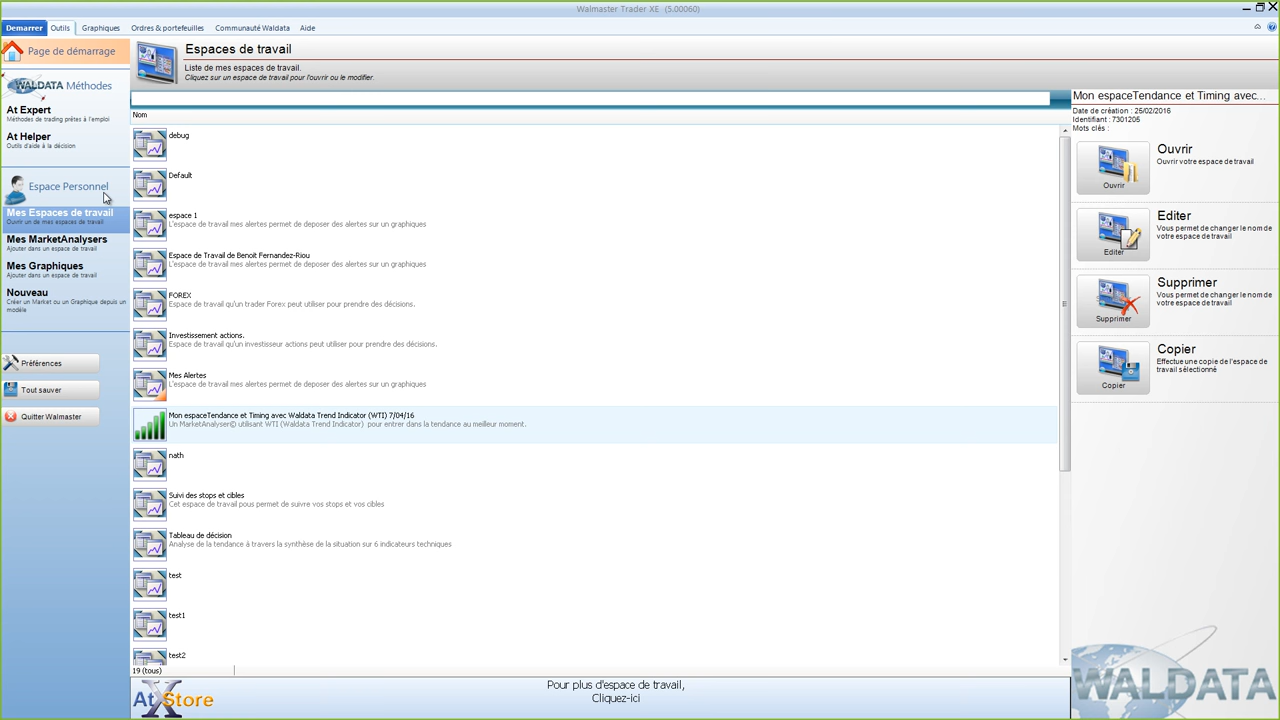 Walmaster Trader XE (5.00060)
Demarrer Outils Graphiques Ordres & portefeuilles Communauté Waldata Aide
Page de démarrage
WALDATA Méthodes
At Expert
Méthodes de trading prêtes à l'emploi
At Helper
Outils d'aide à la décision
Espace Personnel
Mes Espaces de travail
Ouvrir un de mes espaces de travail
Mes MarketAnalysers
Ajouter dans un espace de travail
Mes Graphiques
Ajouter dans un espace de travail
Nouveau
Créer un Market ou un Graphique depuis un
modèle
Préférences
Tout sauver
Quitter Walmaster
Espaces de travail
Liste de mes espaces de travail.
Cliquez sur un espace de travail pour l'ouvrir ou le modifier.
Nom
debug
Default
espace 1
L'espace de travail mes alertes permet de deposer des alertes sur un graphiques
Espace de Travail de Benoit Fernandez-Riou
L'espace de travail mes alertes permet de deposer des alertes sur un graphiques
FOREX
Espace de travail qu'un trader Forex peut utiliser pour prendre des décisions.
Investissement actions.
Espace de travail qu'un investisseur actions peut utiliser pour prendre des décisions.
Mes Alertes
L'espace de travail mes alertes permet de deposer des alertes sur un graphiques
Mon espaceTendance et Timing avec Waldata Trend Indicator (WTI) 7/04/16
Un MarketAnalyser© utilisant WTI (Waldata Trend Indicator) pour entrer dans la tendance au meilleur moment.
nath
Suivi des stops et cibles
Cet espace de travail pous permet de suivre vos stops et vos cibles
Tableau de décision
Analyse de la tendance à travers la synthèse de la situation sur 6 indicateurs techniques
test
test1
test2
19 (tous)
At X Store
Pour plus d'espace de travail,
Cliquez-ici
Mon espaceTendance et Timing avec...
Date de création : 25/02/2016
Identifiant : 7301205
Mots clés :
Ouvrir
Ouvrir
Ouvrir votre espace de travail
Editer
Editer
Vous permet de changer le nom de
votre espace de travail
Supprimer
Supprimer
Vous permet de changer le nom de
votre espace de travail
Copier
Copier
Effectue une copie de l'espace de
travail sélectionné
WALDATA